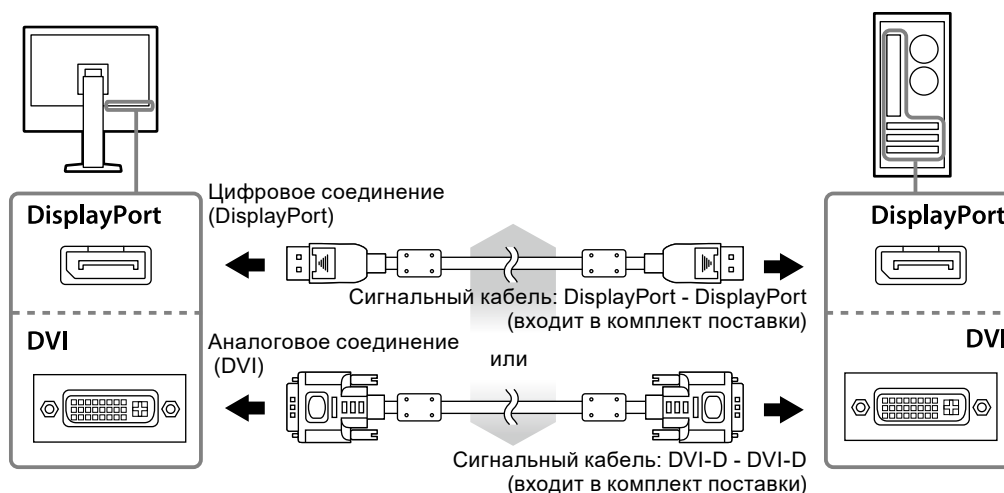 DisplayPort
DVI
Цифровое соединение
(DisplayPort)
Сигнальный кабель: DisplayPort - DisplayPort
(входит в комплект поставки)
Аналоговое соединение
(DVI)
или
Сигнальный кабель: DVI-D - DVI-D
(входит в комплект поставки)
DisplayPort
DVI